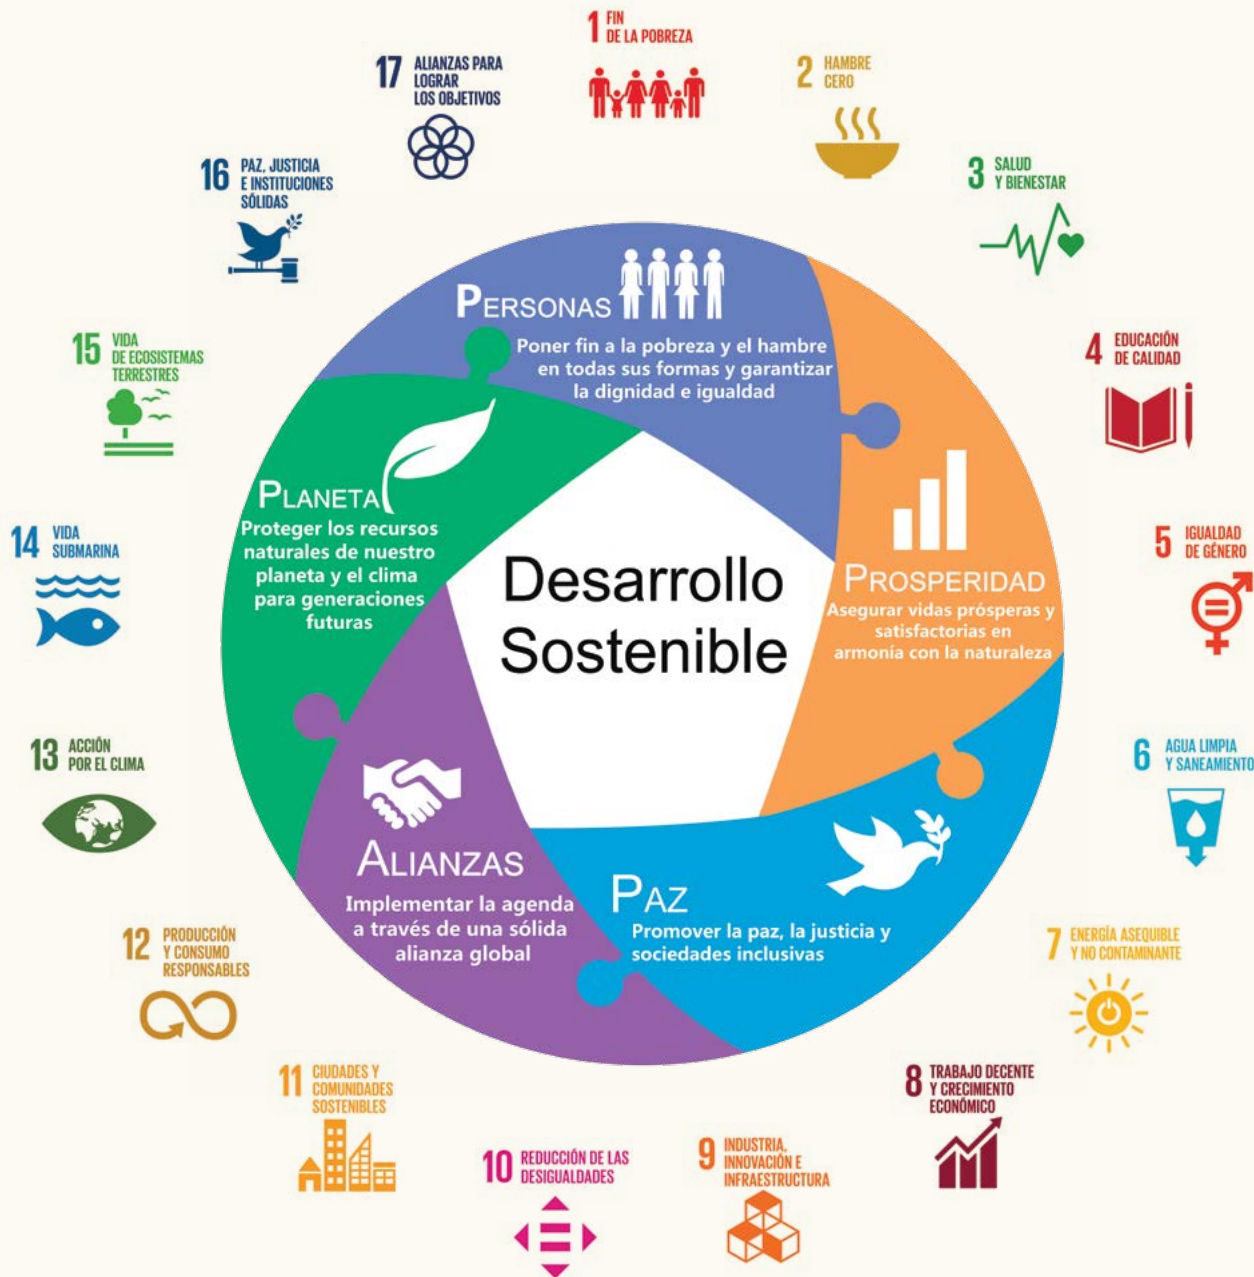 1 FIN
DE LA POBREZA
2 HAMBRE
CERO
3 SALUD
Y BIENESTAR
4 EDUCACIÓN
DE CALIDAD
5 IGUALDAD
DE GÉNERO
6 AGUA LIMPIA
Y SANEAMIENTO
7 ENERGÍA ASEQUIBLE
Y NO CONTAMINANTE
8 TRABAJO DECENTE
Y CRECIMIENTO
ECONÓMICO
9 INDUSTRIA,
INNOVACIÓN E
INFRAESTRUCTURA
10 REDUCCIÓN DE LAS
DESIGUALDADES
11 CIUDADES Y
COMUNIDADES
SOSTENIBLES
12 PRODUCCIÓN
Y CONSUMO
RESPONSABLES
13 ACCIÓN
POR EL CLIMA
14 VIDA
SUBMARINA
15 VIDA
DE ECOSISTEMAS
TERRESTRES
16 PAZ, JUSTICIA
E INSTITUCIONES
SÓLIDAS
17 ALIANZAS PARA
LOGRAR
LOS OBJETIVOS
PERSONAS
Poner fin a la pobreza y el hambre
en todas sus formas y garantizar
la dignidad e igualdad
PROSPERIDAD
Asegurar vidas prósperas y
satisfactorias en
armonía con la naturaleza
PAZ
Promover la paz, la justicia y
sociedades inclusivas
ALIANZAS
Implementar la agenda
a través de una sólida
alianza global
PLANETA
Proteger los recursos
naturales de nuestro
planeta y el clima
para generaciones
futuras
Desarrollo
Sostenible